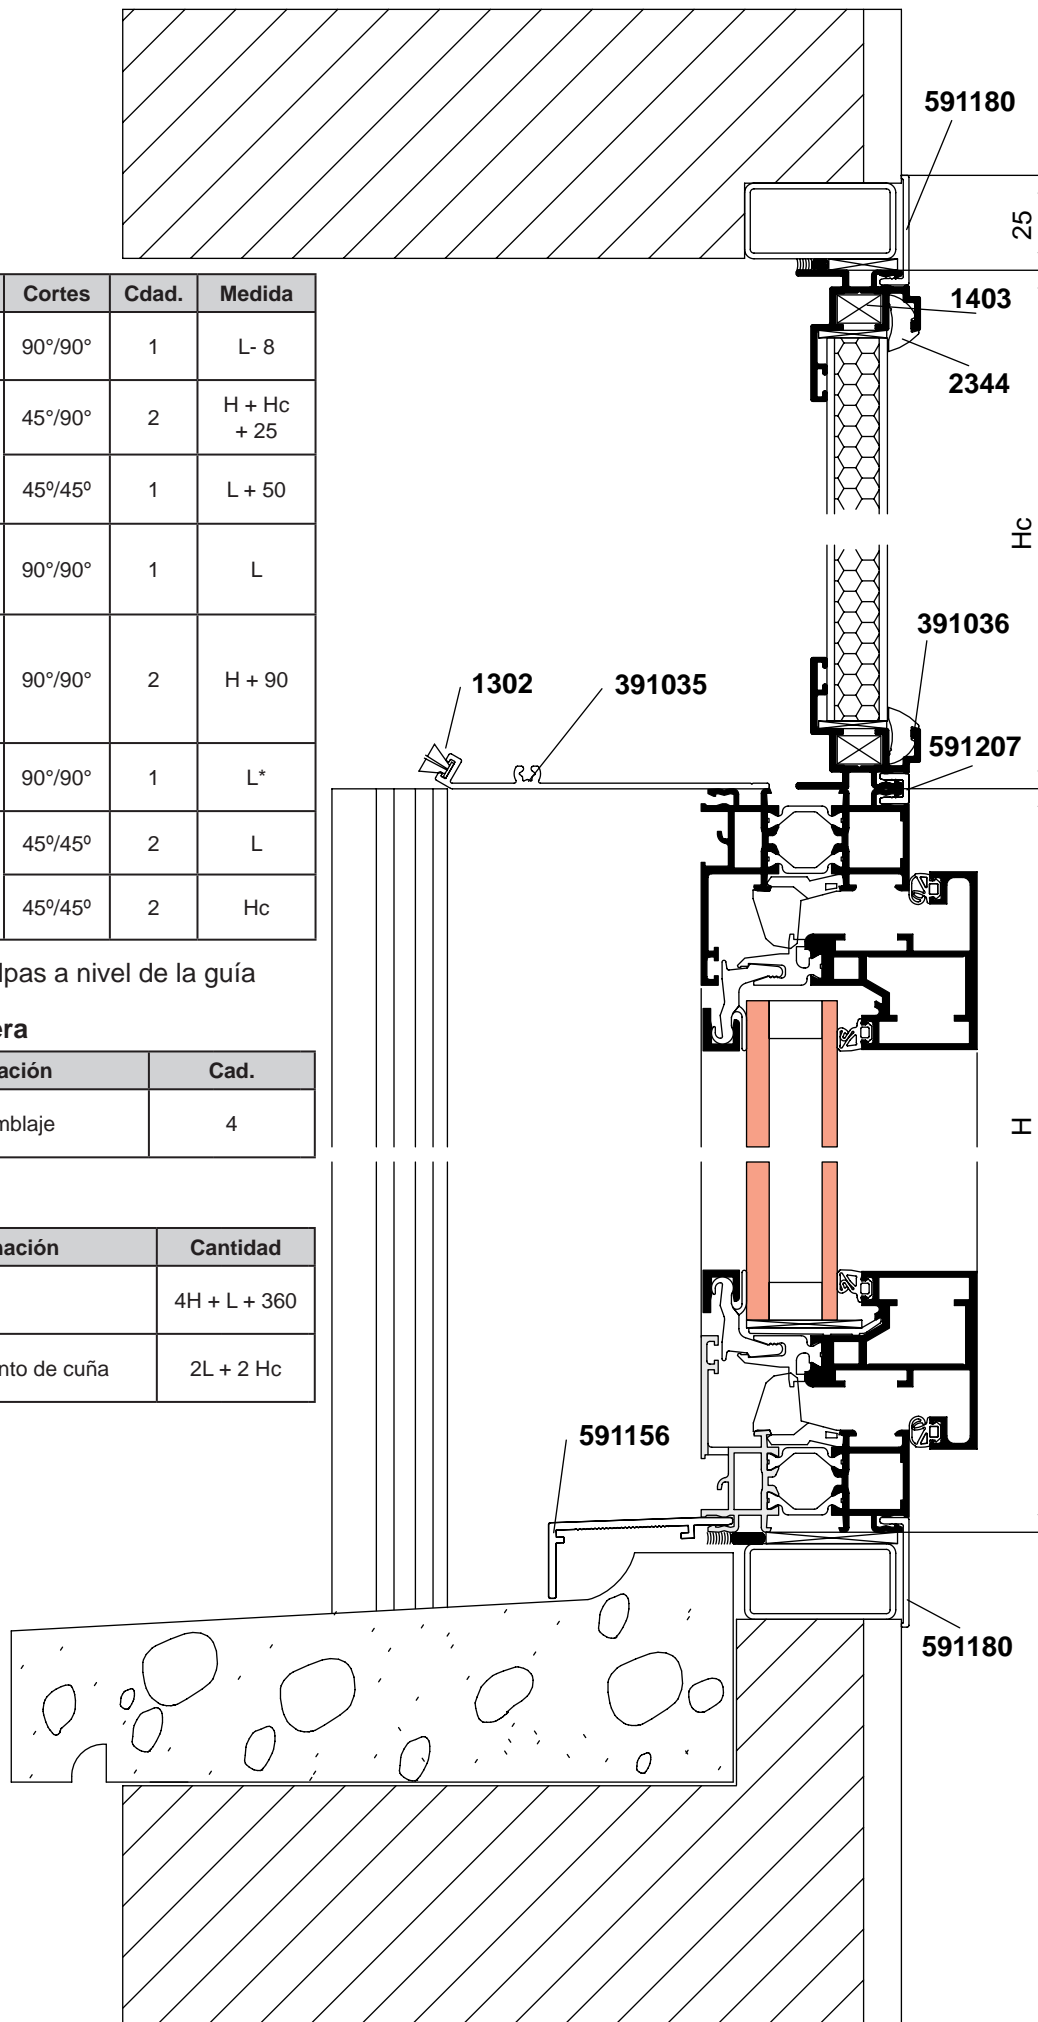 591180
25
Cortes Cdad. Medida
90°/90° 1 L- 8
45°/90° 2 H + Hc
+ 25
45º/45º 1 L + 50
90°/90° 1 L
90°/90° 2 H + 90
90°/90° 1 L*
45º/45º 2 L
45º/45º 2 Hc
1403
2344
Hc
391036
1302
391035
591207
lpas a nivel de la guía
era
ación Cad.
mblaje 4
H
nación Cantidad
4H + L + 360
nto de cuña 2L + 2 Hc
591156
591180